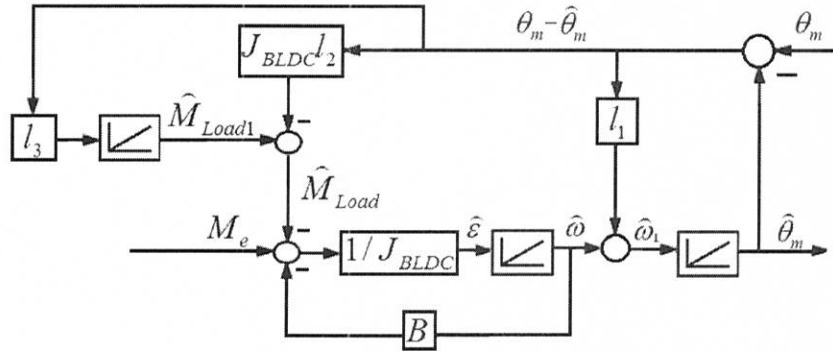 θ_m − θ̂_m
θ_m
J_BLDC l_2
−
−
l_1
l_3
M̂_Load1
−
M̂_Load
M_e
−
−
1/J_BLDC
ε̂
ω̂
ω̂_1
θ̂_m
B